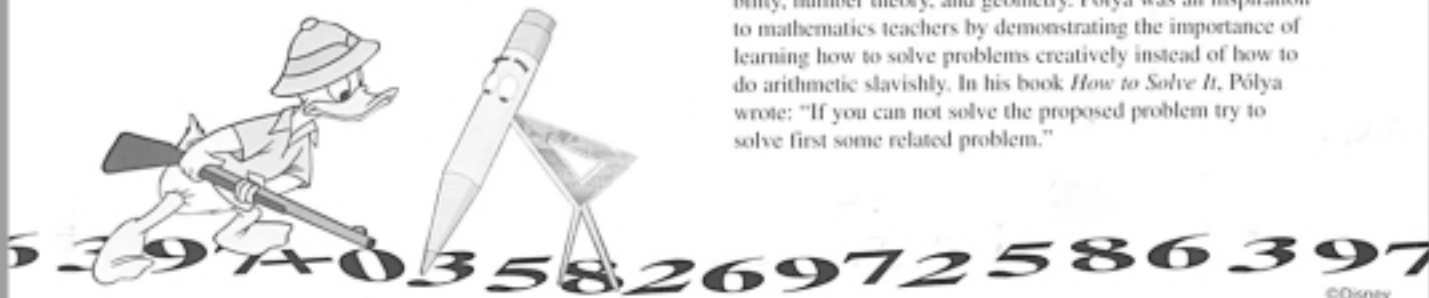 bility, number theory, and geometry. Pólya was an inspiration
to mathematics teachers by demonstrating the importance of
learning how to solve problems creatively instead of how to
do arithmetic slavishly. In his book How to Solve It, Pólya
wrote: “If you can not solve the proposed problem try to
solve first some related problem.”
397+035826972586397
©Disney